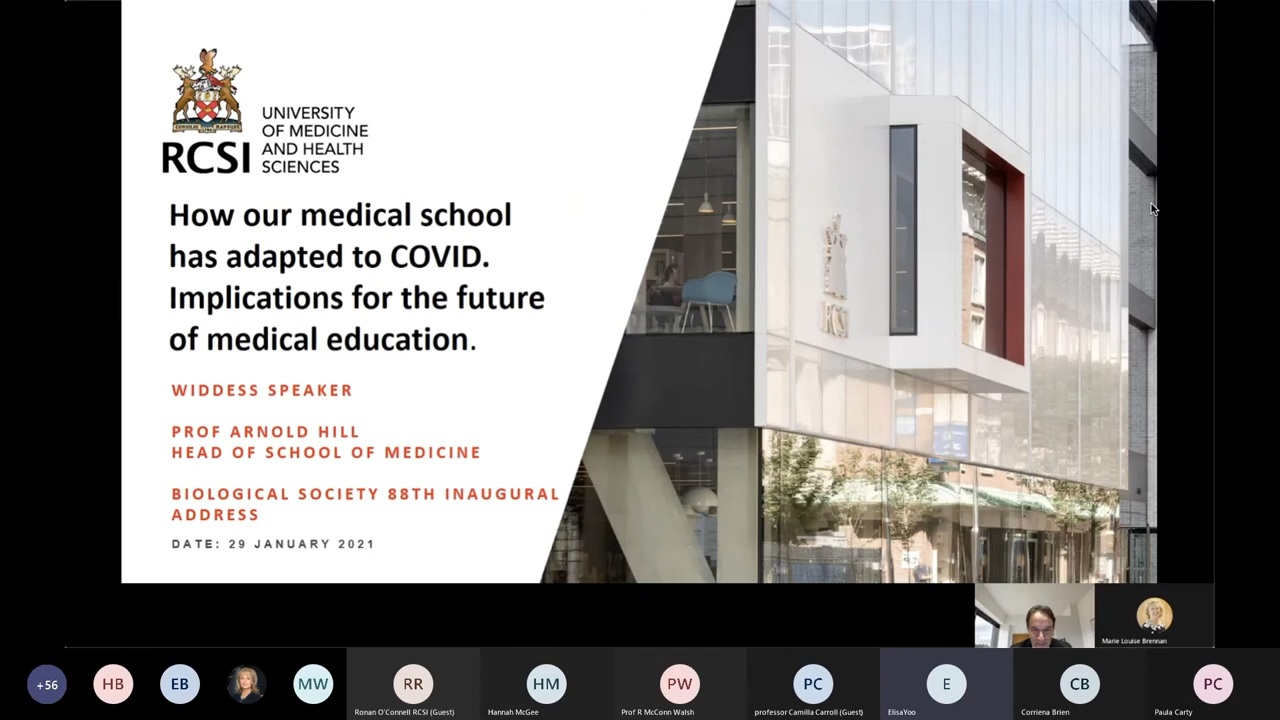 UNIVERSITY
OF MEDICINE
AND HEALTH
SCIENCES
RCSI
How our medical school
has adapted to COVID.
Implications for the future
of medical education.
WIDDESS SPEAKER
PROF ARNOLD HILL
HEAD OF SCHOOL OF MEDICINE
BIOLOGICAL SOCIETY 88TH INAUGURAL
ADDRESS
DATE: 29 JANUARY 2021
RCSI
Marie Louise Brennan
+56
HB
EB
MW
RR
HM
PW
PC
E
CB
PC
Ronan O'Connell RCSI (Guest)
Hannah McGee
Prof R McConn Walsh
professor Camilla Carroll (Guest)
ElisaYoo
Corriena Brien
Paula Carty